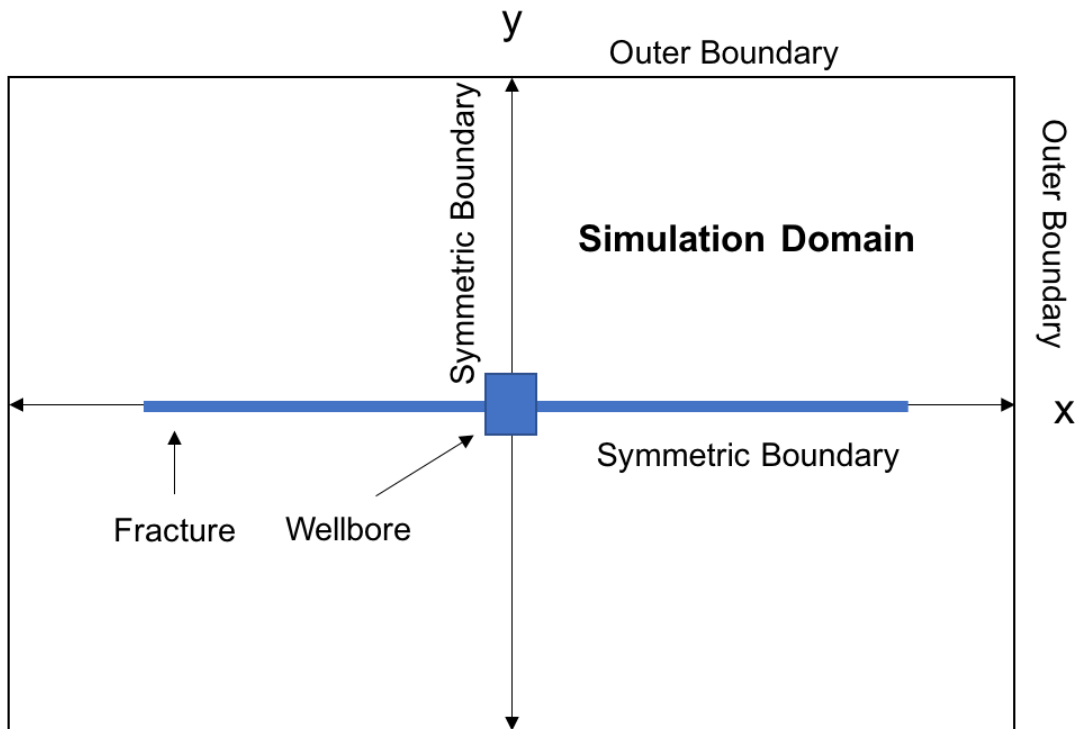 y
Outer Boundary
Symmetric Boundary
Outer Boundary
Simulation Domain
x
Symmetric Boundary
Fracture
Wellbore